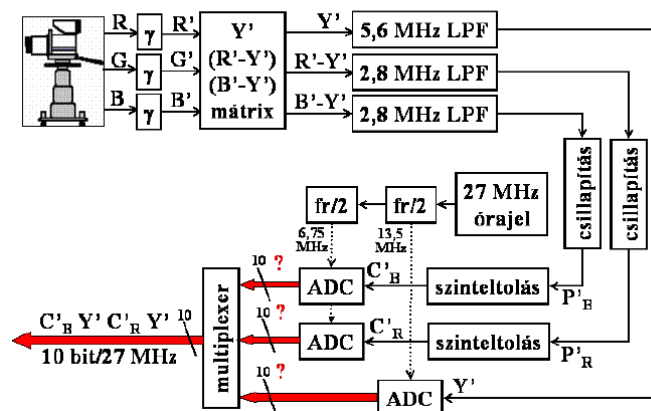 R γ R'
G γ G'
B γ B'
Y'
(R'-Y')
(B'-Y')
mátrix
Y' 5,6 MHz LPF
R'-Y' 2,8 MHz LPF
B'-Y' 2,8 MHz LPF
csillapítás
csillapítás
fr/2
fr/2
27 MHz
órajel
6,75
MHz
13,5
MHz
10 ?
ADC
C'B
szinteltolás
P'B
10 ?
ADC
C'R
szinteltolás
P'R
10 ?
ADC
Y'
multiplexer
C'B Y' C'R Y' 10
10 bit/27 MHz